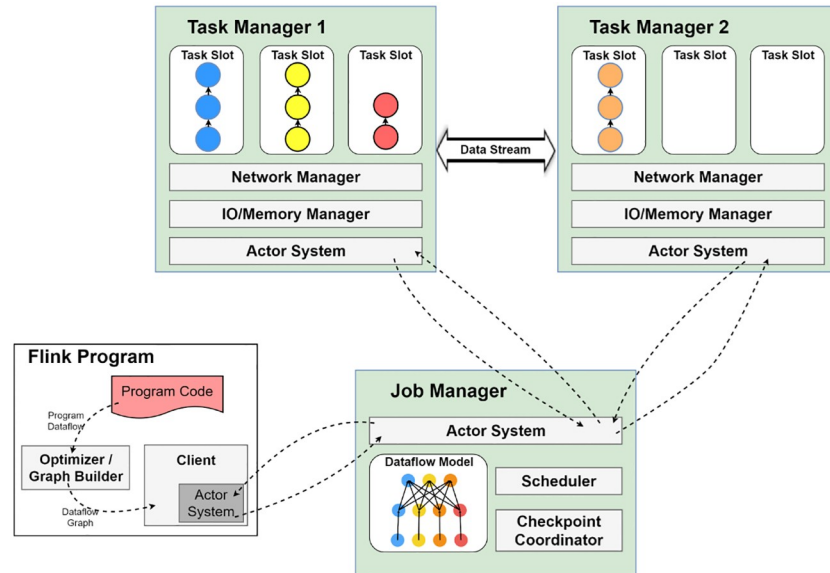 Task Manager 1
Task Slot
Task Slot
Task Slot
Network Manager
IO/Memory Manager
Actor System
Data Stream
Task Manager 2
Task Slot
Task Slot
Task Slot
Network Manager
IO/Memory Manager
Actor System
Flink Program
Program Code
Program
Dataflow
Optimizer /
Graph Builder
Dataflow
Graph
Client
Actor
System
Job Manager
Actor System
Dataflow Model
Scheduler
Checkpoint
Coordinator